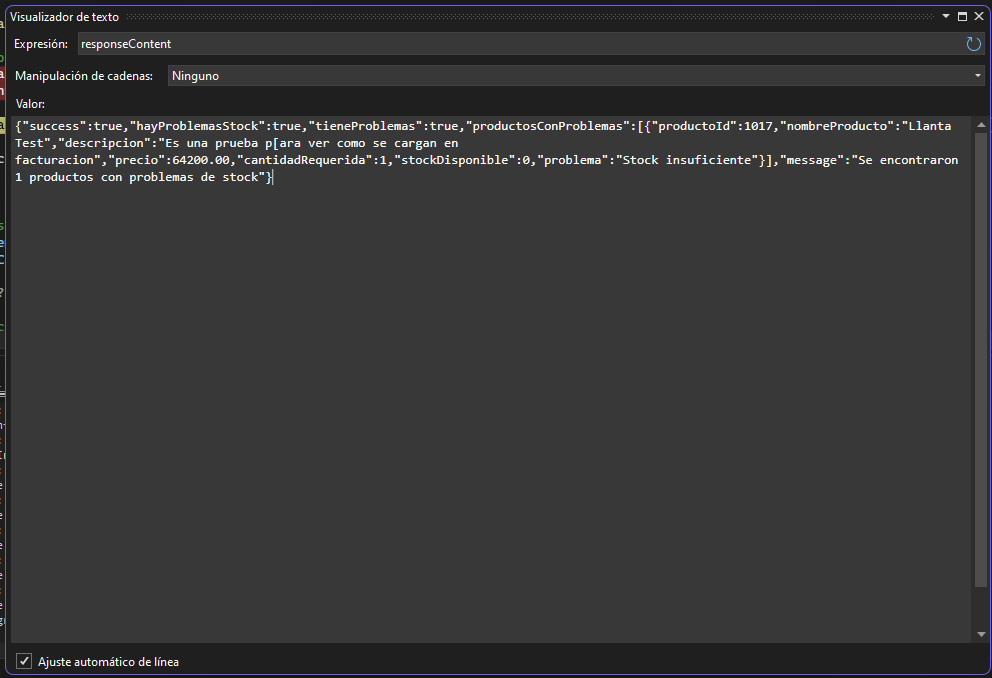 Visualizador de texto
Expresión: responseContent
Manipulación de cadenas: Ninguno
Valor:
{"success":true,"hayProblemasStock":true,"tieneProblemas":true,"productosConProblemas":[{"productoId":1017,"nombreProducto":"Llanta
Test","descripcion":"Es una prueba p[ara ver como se cargan en
facturacion","precio":64200.00,"cantidadRequerida":1,"stockDisponible":0,"problema":"Stock insuficiente"}],"message":"Se encontraron
1 productos con problemas de stock"}
Ajuste automático de línea